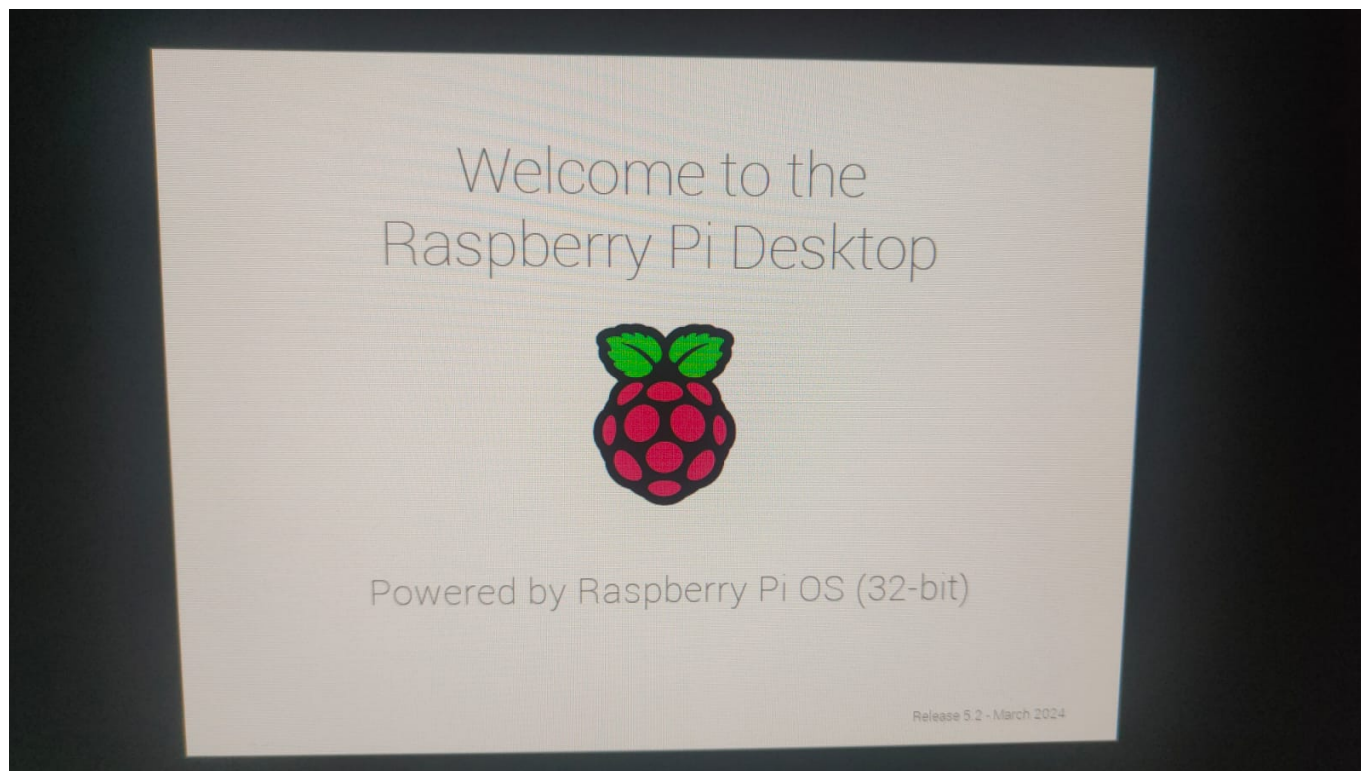 Welcome to the
Raspberry Pi Desktop
Powered by Raspberry Pi OS (32-bit)
Release 5.2 - March 2024